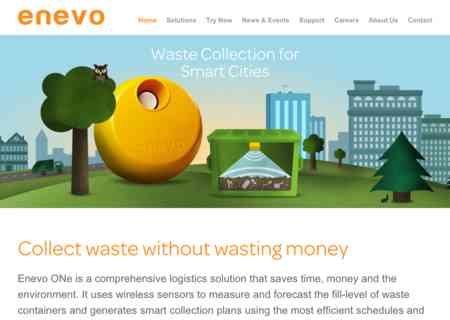 enevo
Home Solutions Try Now News & Events Support Careers About Us Contact
Waste Collection for
Smart Cities
ENEVO
Collect waste without wasting money
Enevo ONe is a comprehensive logistics solution that saves time, money and the
environment. It uses wireless sensors to measure and forecast the fill-level of waste
containers and generates smart collection plans using the most efficient schedules and